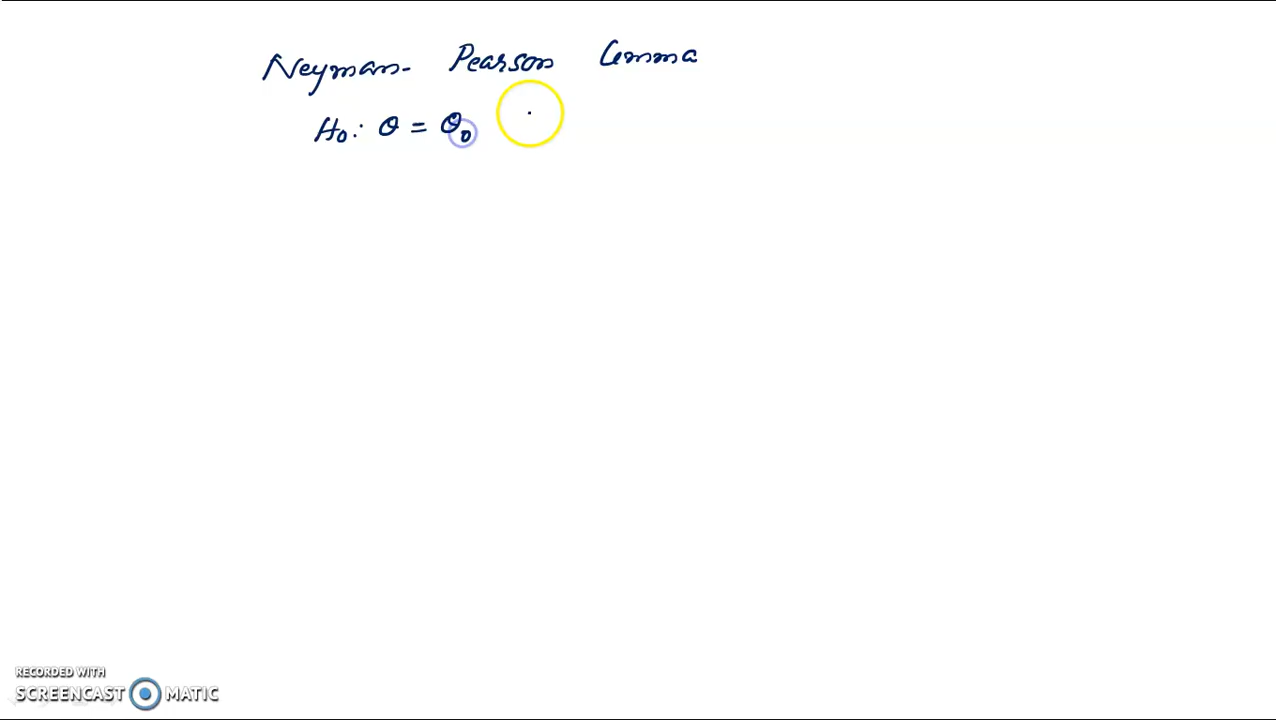 Neyman- Pearson Lemma
H₀: θ = θ₀
RECORDED WITH
SCREENCAST MATIC